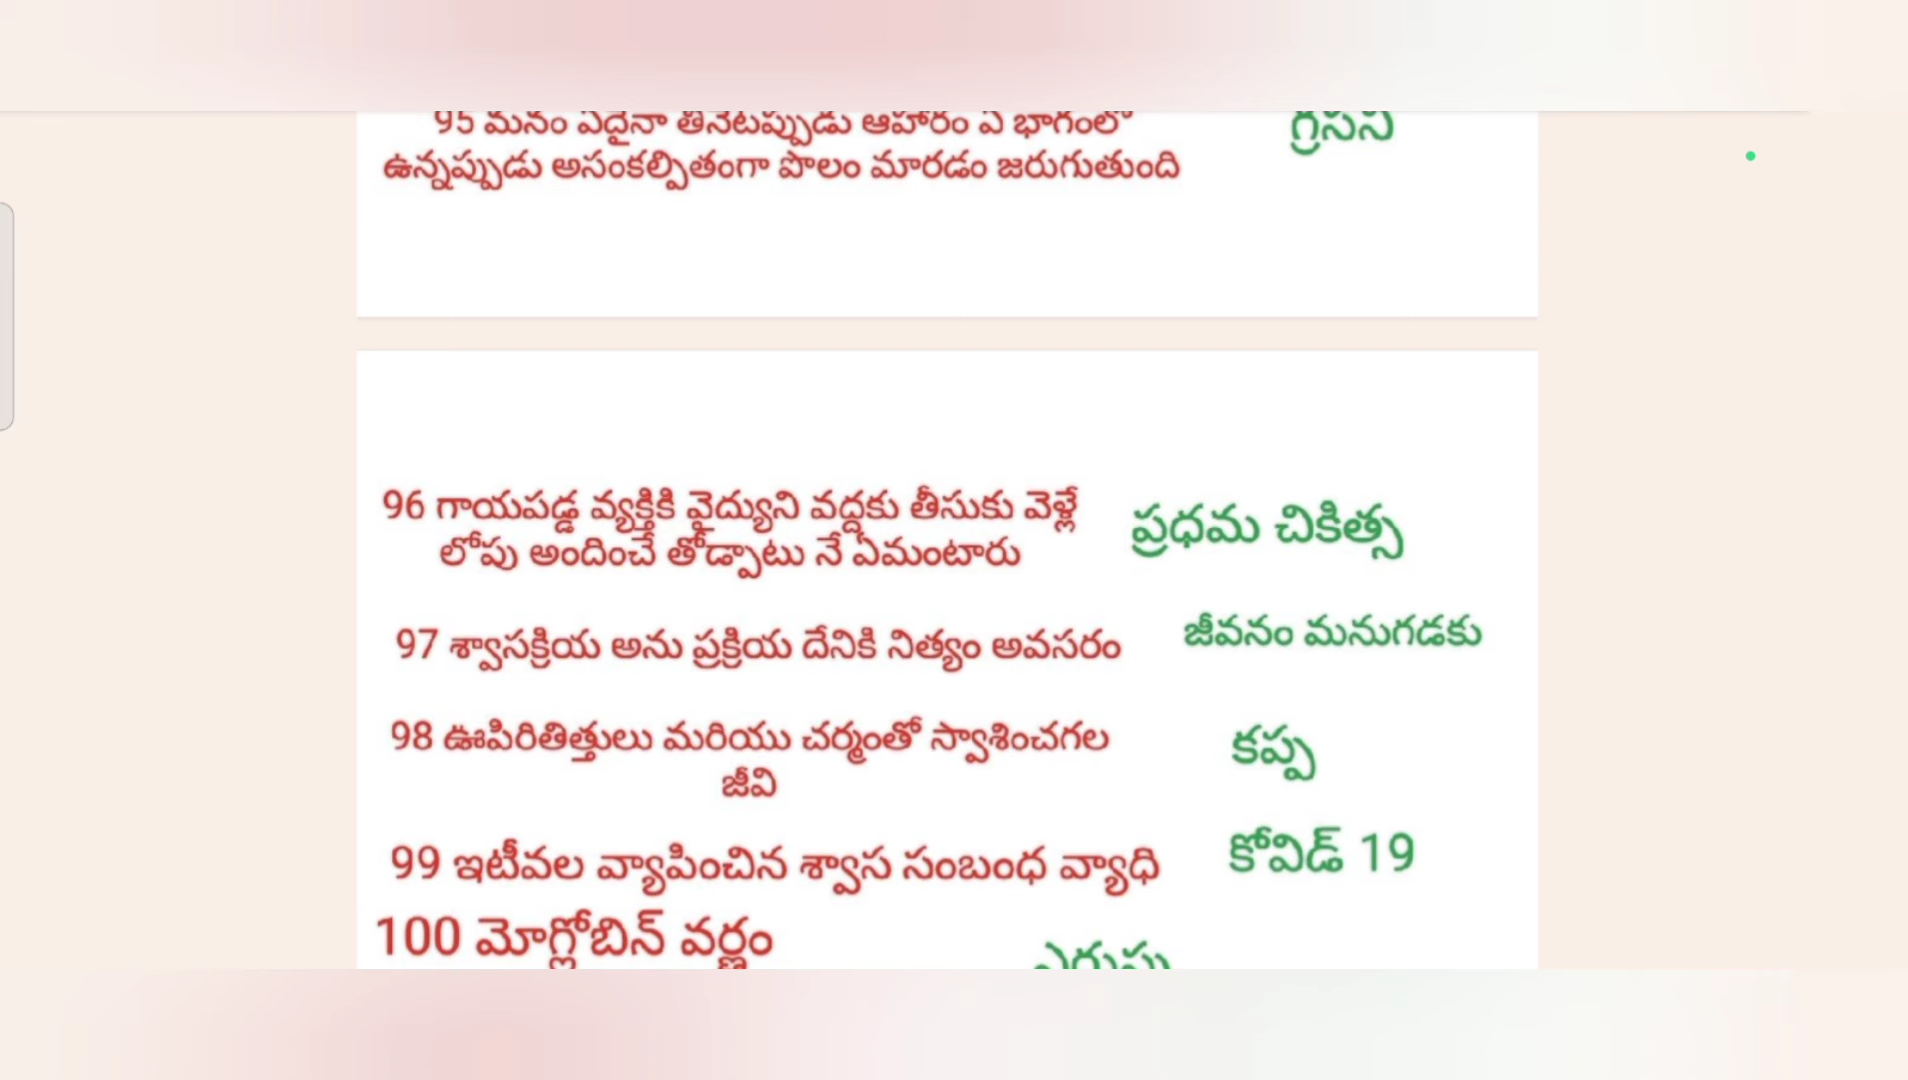 95 మనం ఏదైనా తినేటప్పుడు ఆహారం ఏ భాగంలో
గ్రసని
ఉన్నప్పుడు అసంకల్పితంగా పొలం మారడం జరుగుతుంది
96 గాయపడ్డ వ్యక్తికి వైద్యుని వద్దకు తీసుకు వెళ్లే
లోపు అందించే తోడ్పాటు నే ఏమంటారు
ప్రధమ చికిత్స
97 శ్వాసక్రియ అను ప్రక్రియ దేనికి నిత్యం అవసరం
జీవనం మనుగడకు
98 ఊపిరితిత్తులు మరియు చర్మంతో స్వాశించగల
జీవి
కప్ప
99 ఇటీవల వ్యాపించిన శ్వాస సంబంధ వ్యాధి
కోవిడ్ 19
100 మోగ్లోబిన్ వర్ణం
ఎరుపు